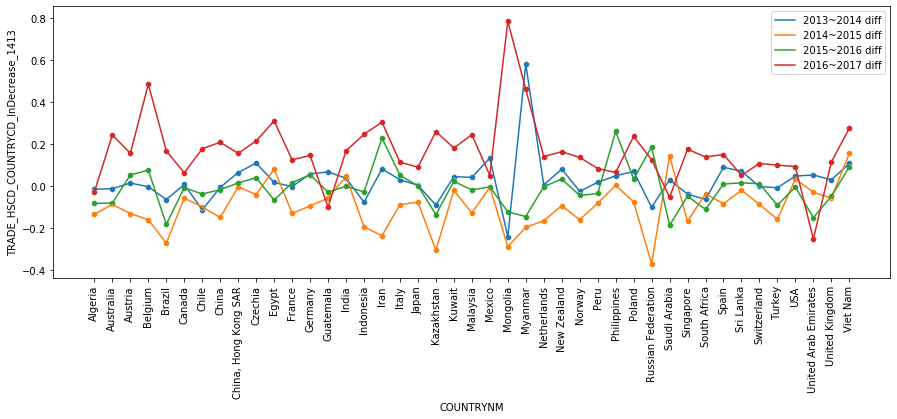 TRADE_HSCD_COUNTRYCD_InDecrease_1413
0.8
0.6
0.4
0.2
0.0
−0.2
−0.4
2013~2014 diff
2014~2015 diff
2015~2016 diff
2016~2017 diff
Algeria
Australia
Austria
Belgium
Brazil
Canada
Chile
China
China, Hong Kong SAR
Czechia
Egypt
France
Germany
Guatemala
India
Indonesia
Iran
Italy
Japan
Kazakhstan
Kuwait
Malaysia
Mexico
Mongolia
Myanmar
Netherlands
New Zealand
Norway
Peru
Philippines
Poland
Russian Federation
Saudi Arabia
Singapore
South Africa
Spain
Sri Lanka
Switzerland
Turkey
USA
United Arab Emirates
United Kingdom
Viet Nam
COUNTRYNM